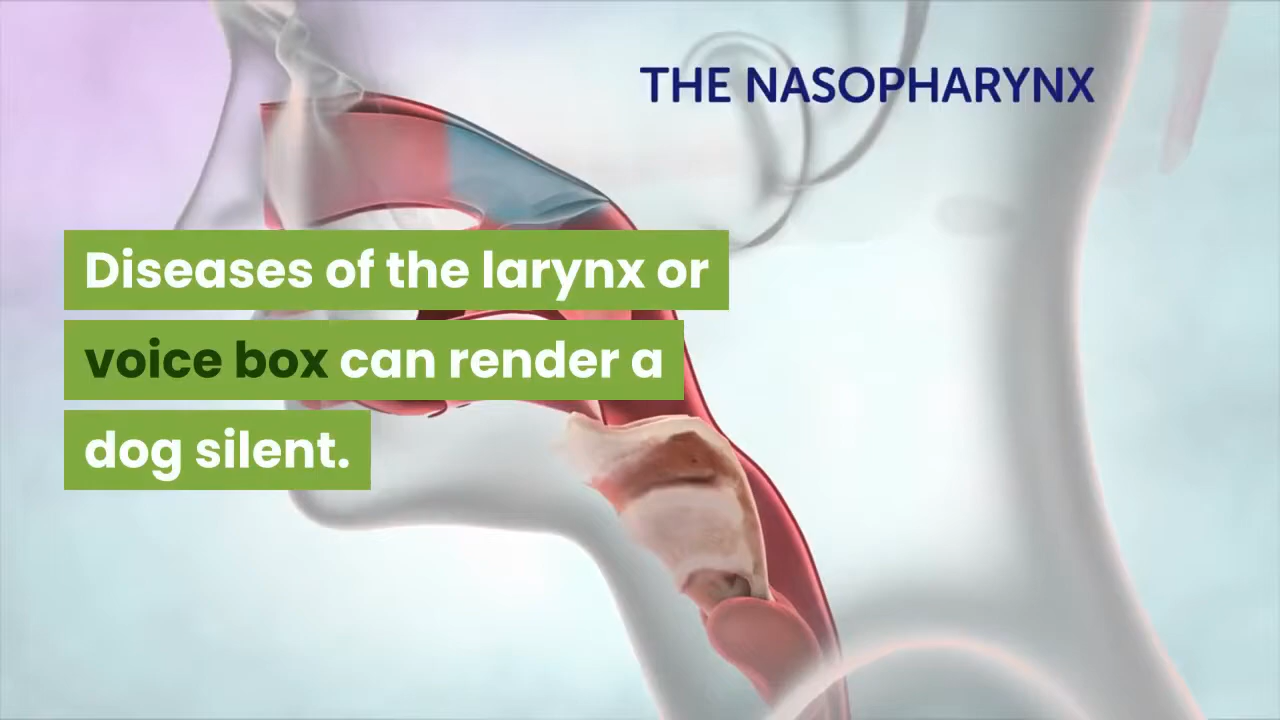 THE NASOPHARYNX
Diseases of the larynx or
voice box can render a
dog silent.